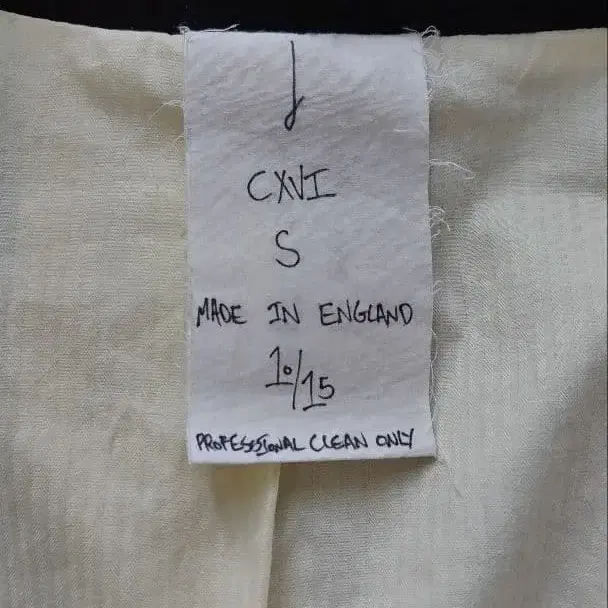 CXVI
S
MADE IN ENGLAND
10/15
PROFESSIONAL CLEAN ONLY